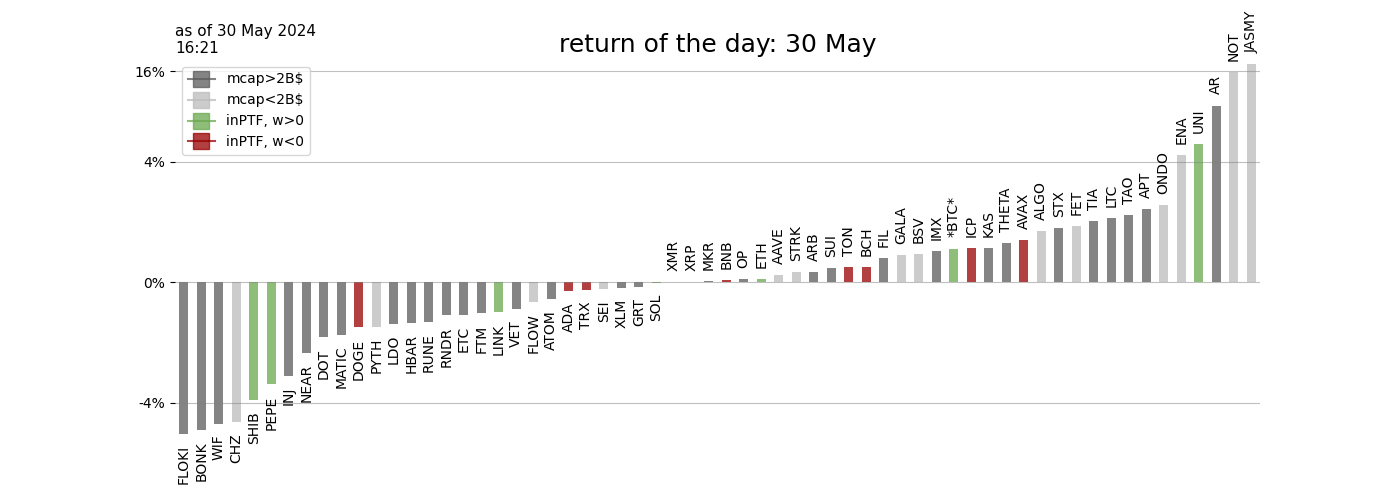 as of 30 May 2024
16:21
return of the day: 30 May
mcap>2B$
mcap<2B$
inPTF, w>0
inPTF, w<0
16%
4%
0%
-4%
FLOKI
BONK
WIF
CHZ
SHIB
PEPE
INJ
NEAR
DOT
MATIC
DOGE
PYTH
LDO
HBAR
RUNE
RNDR
ETC
FTM
LINK
VET
FLOW
ATOM
ADA
TRX
SEI
XLM
GRT
SOL
XMR
XRP
MKR
BNB
OP
ETH
AAVE
STRK
ARB
SUI
TON
BCH
FIL
GALA
BSV
IMX
*BTC*
ICP
KAS
THETA
AVAX
ALGO
STX
FET
TIA
LTC
TAO
APT
ONDO
ENA
UNI
AR
NOT
JASMY